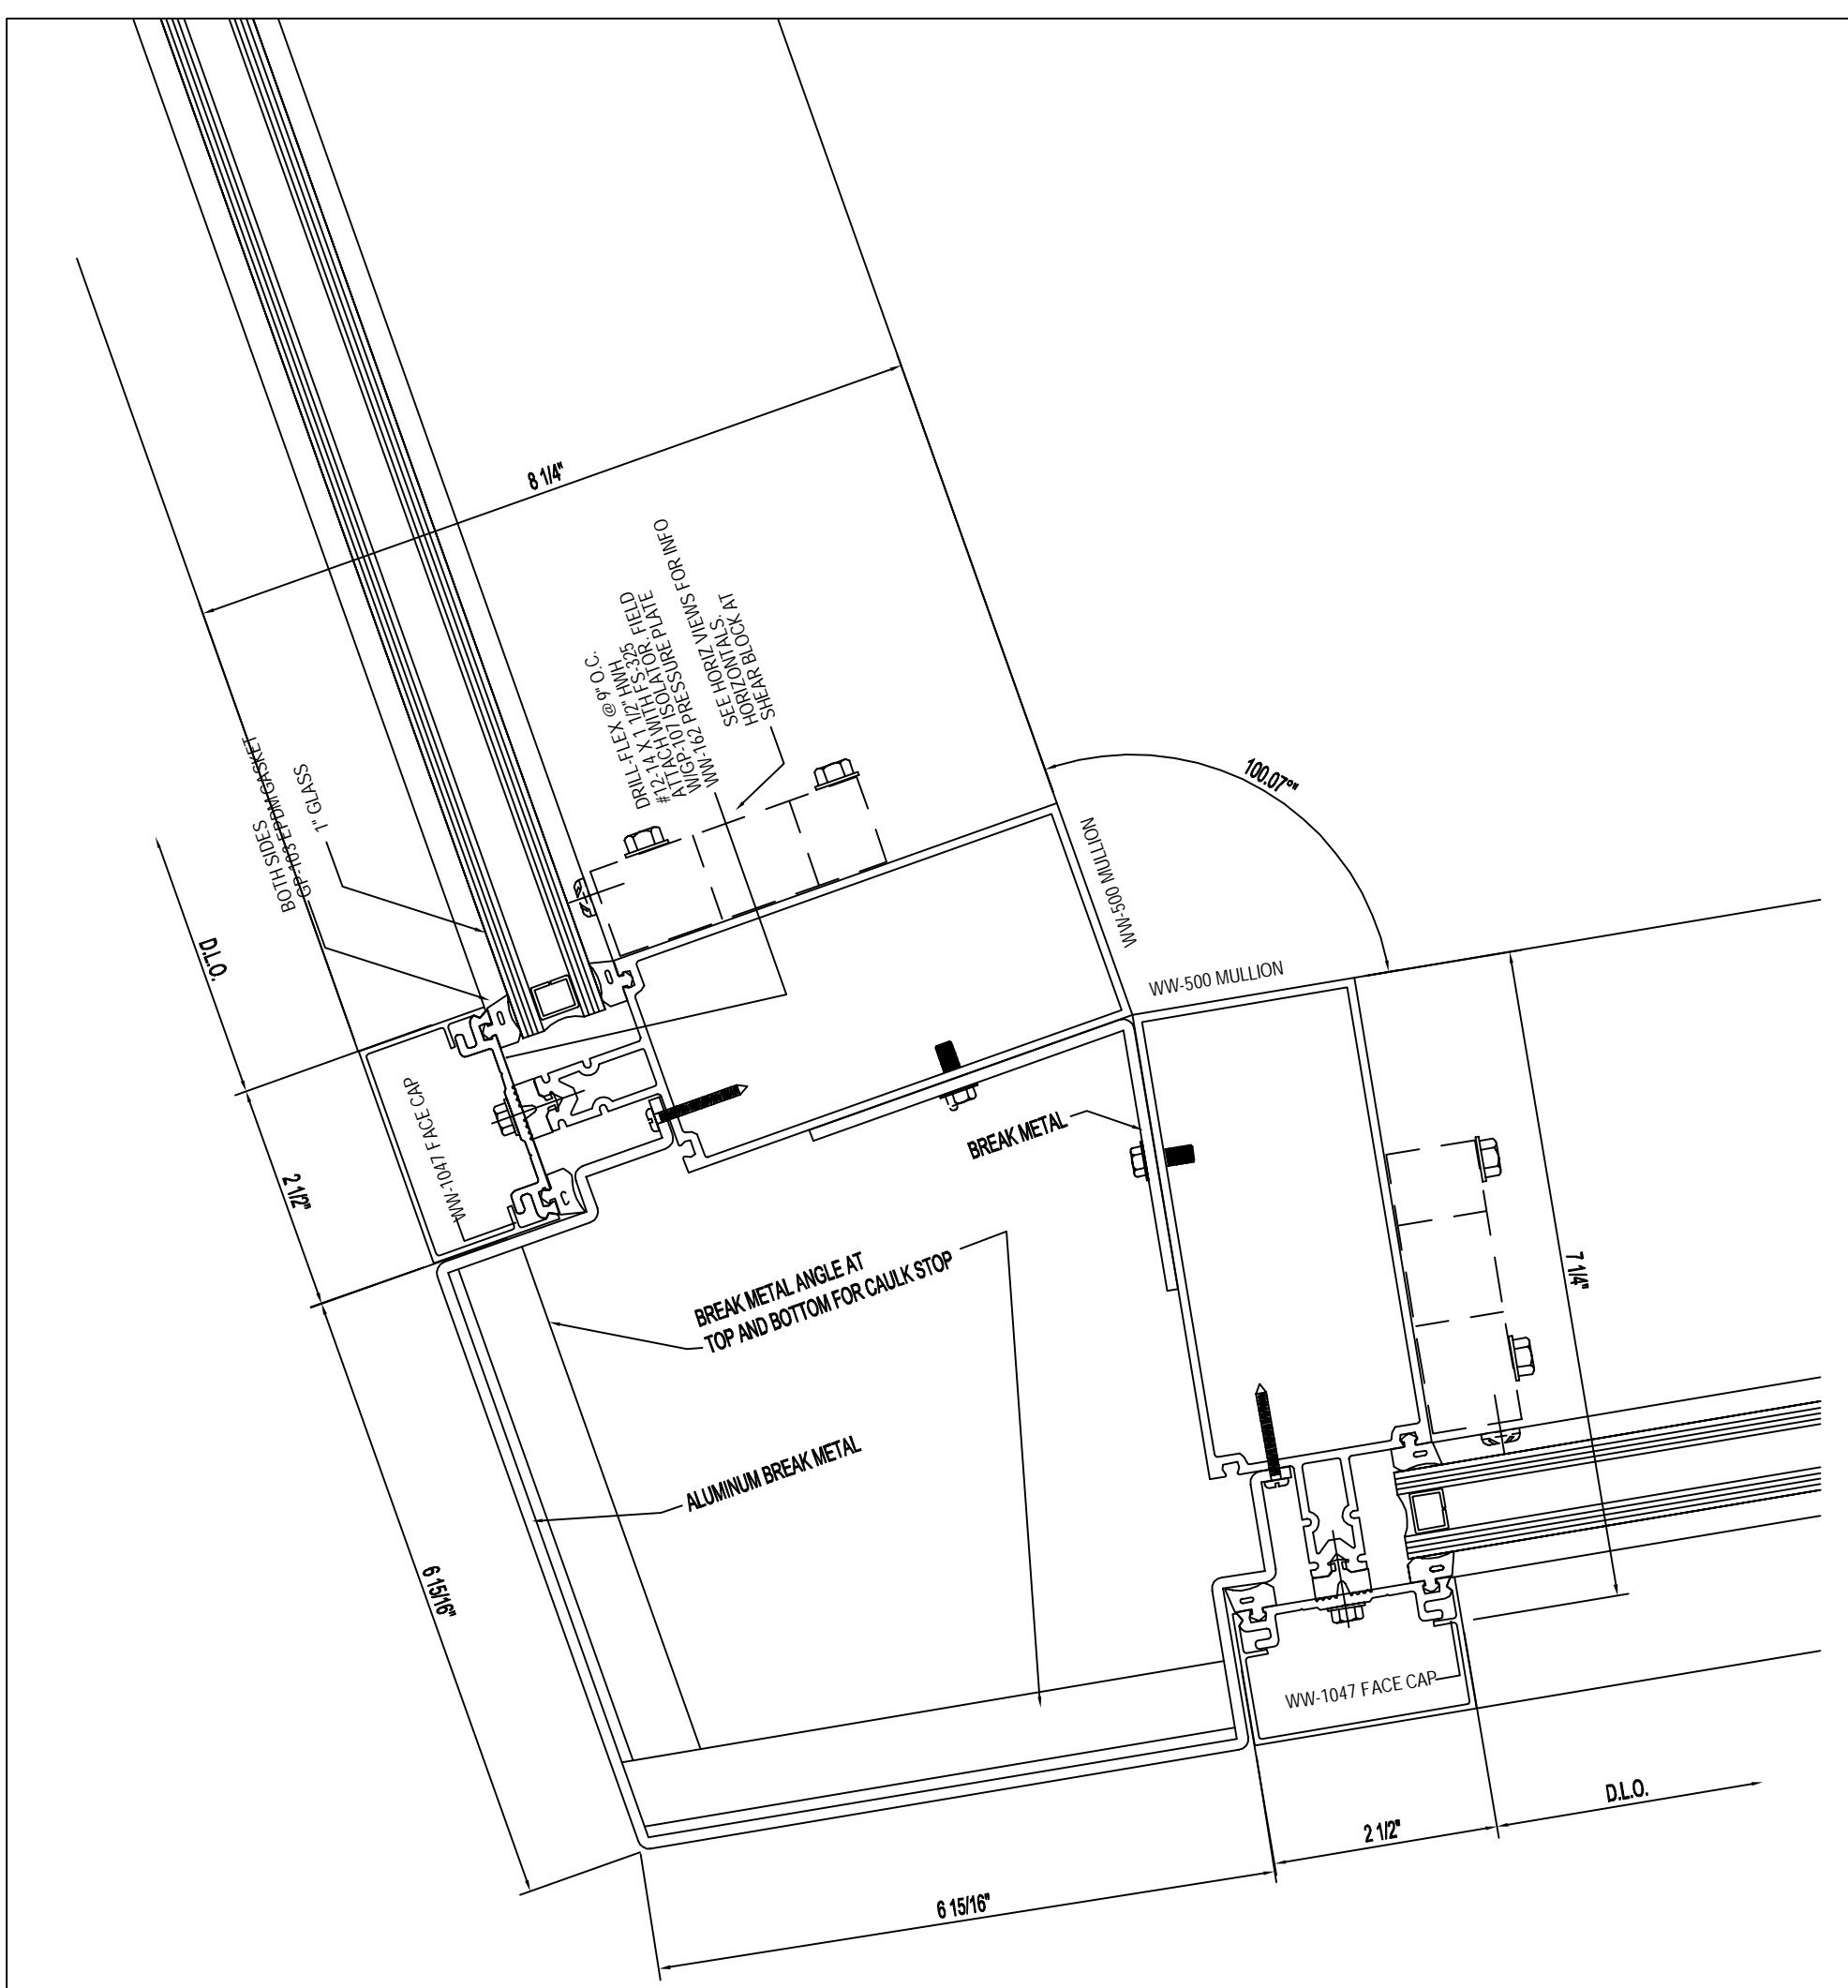 8 1/4"
SEE HORIZ VIEWS FOR INFO
HORIZONTALS.
SHEAR BLOCK AT
DRILL-FLEX @ 9" O.C.
#12-14 X 1 1/2" HWH
ATTACH WITH FS-325
W/GP-107 ISOLATOR. FIELD
WW-162 PRESSURE PLATE
BOTH SIDES
GP-103 EPDM GASKET
1" GLASS
100.07°"
WW-500 MULLION
WW-500 MULLION
D.L.O.
WW-1047 FACE CAP
2 1/2"
BREAK METAL
7 1/4"
BREAK METAL ANGLE AT
TOP AND BOTTOM FOR CAULK STOP
ALUMINUM BREAK METAL
6 15/16"
WW-1047 FACE CAP
D.L.O.
2 1/2"
6 15/16"